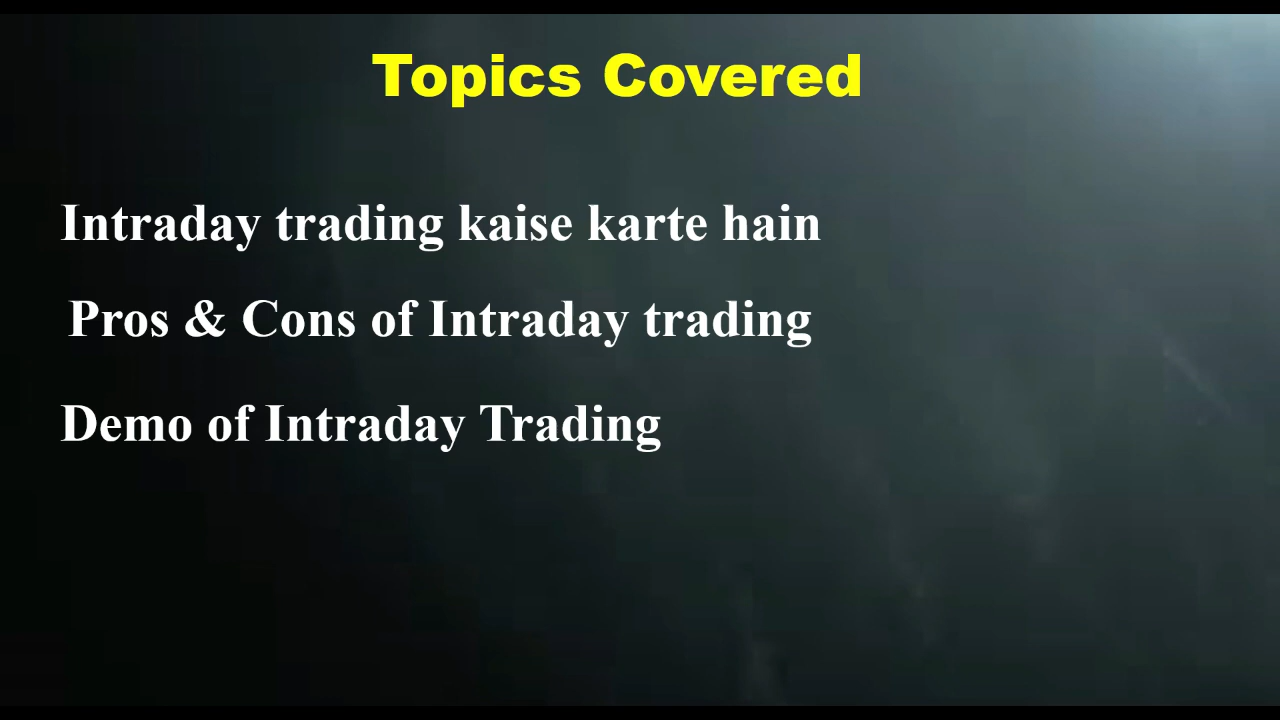 Topics Covered
Intraday trading kaise karte hain
Pros & Cons of Intraday trading
Demo of Intraday Trading